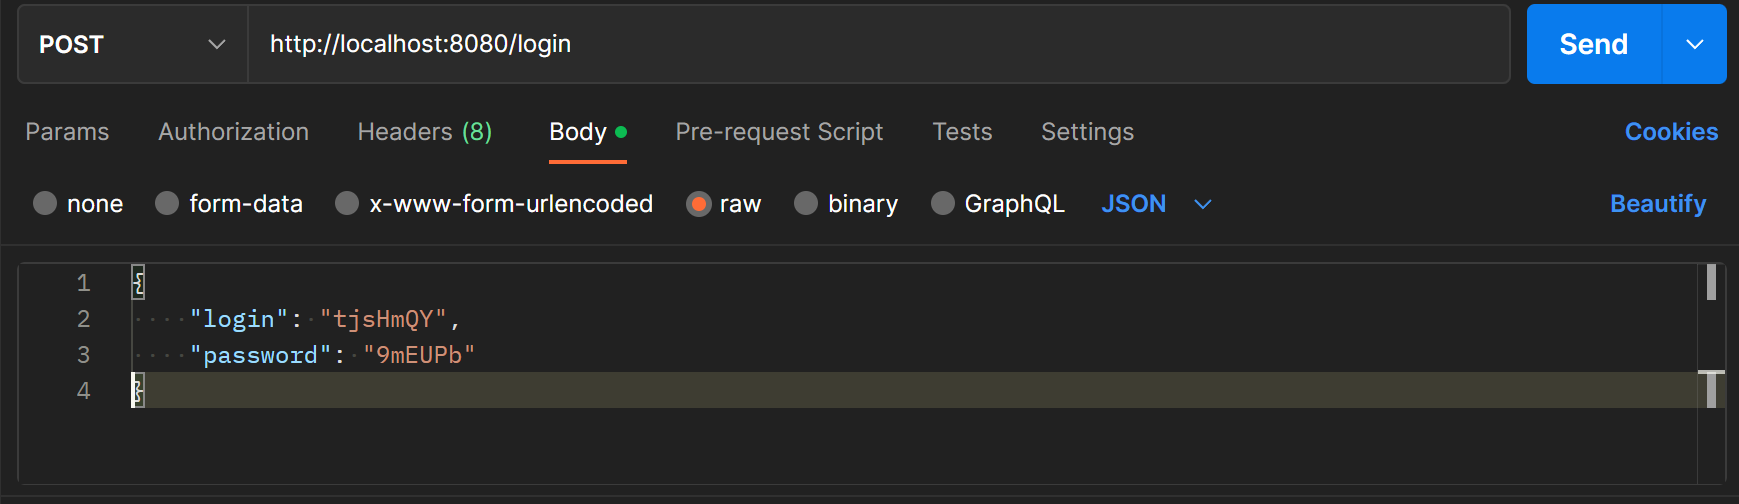 POST http://localhost:8080/login Send
Params Authorization Headers (8) Body Pre-request Script Tests Settings Cookies
none form-data x-www-form-urlencoded raw binary GraphQL JSON Beautify
1 {
2 "login": "tjsHmQY",
3 "password": "9mEUPb"
4 }